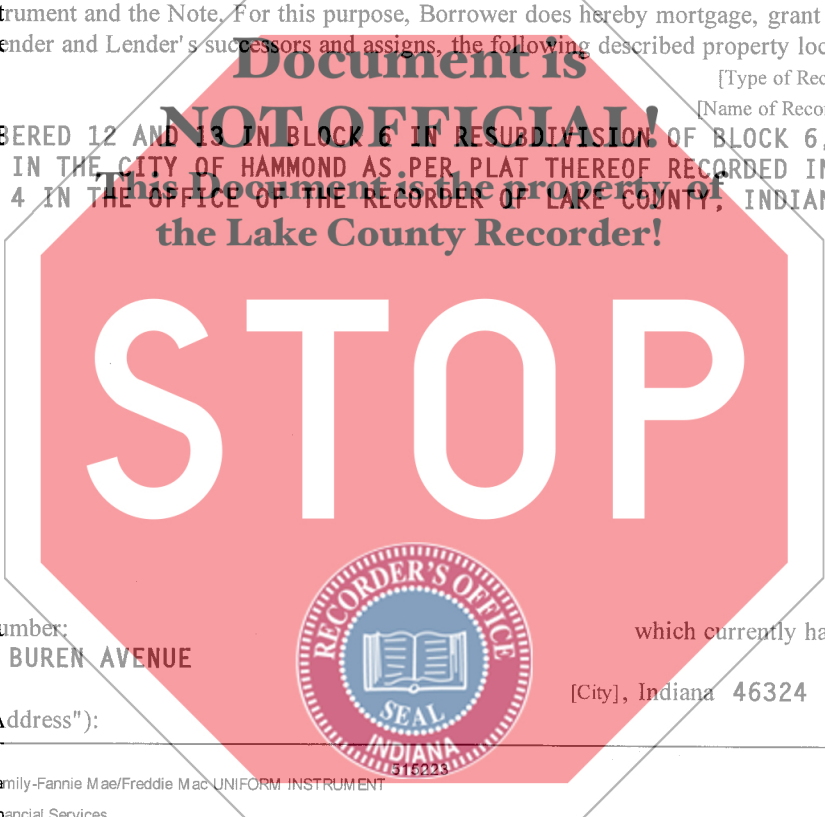 trument and the Note. For this purpose, Borrower does hereby mortgage, grant
ender and Lender's successors and assigns, the following described property loc
Document is
[Type of Rec
[Name of Reco
NOT OFFICIAL!
BERED 12 AND 13 IN BLOCK 6 IN RESUBDIVISION OF BLOCK 6,
IN THE CITY OF HAMMOND AS PER PLAT THEREOF RECORDED IN
This Document is the property of
4 IN THE OFFICE OF THE RECORDER OF LAKE COUNTY, INDIAN
the Lake County Recorder!
STOP
RECORDER'S OFFICE
SEAL
INDIANA
515223
umber:
which currently ha
BUREN AVENUE
[City], Indiana 46324
Address"):
mily-Fannie Mae/Freddie Mac UNIFORM INSTRUMENT
ancial Services